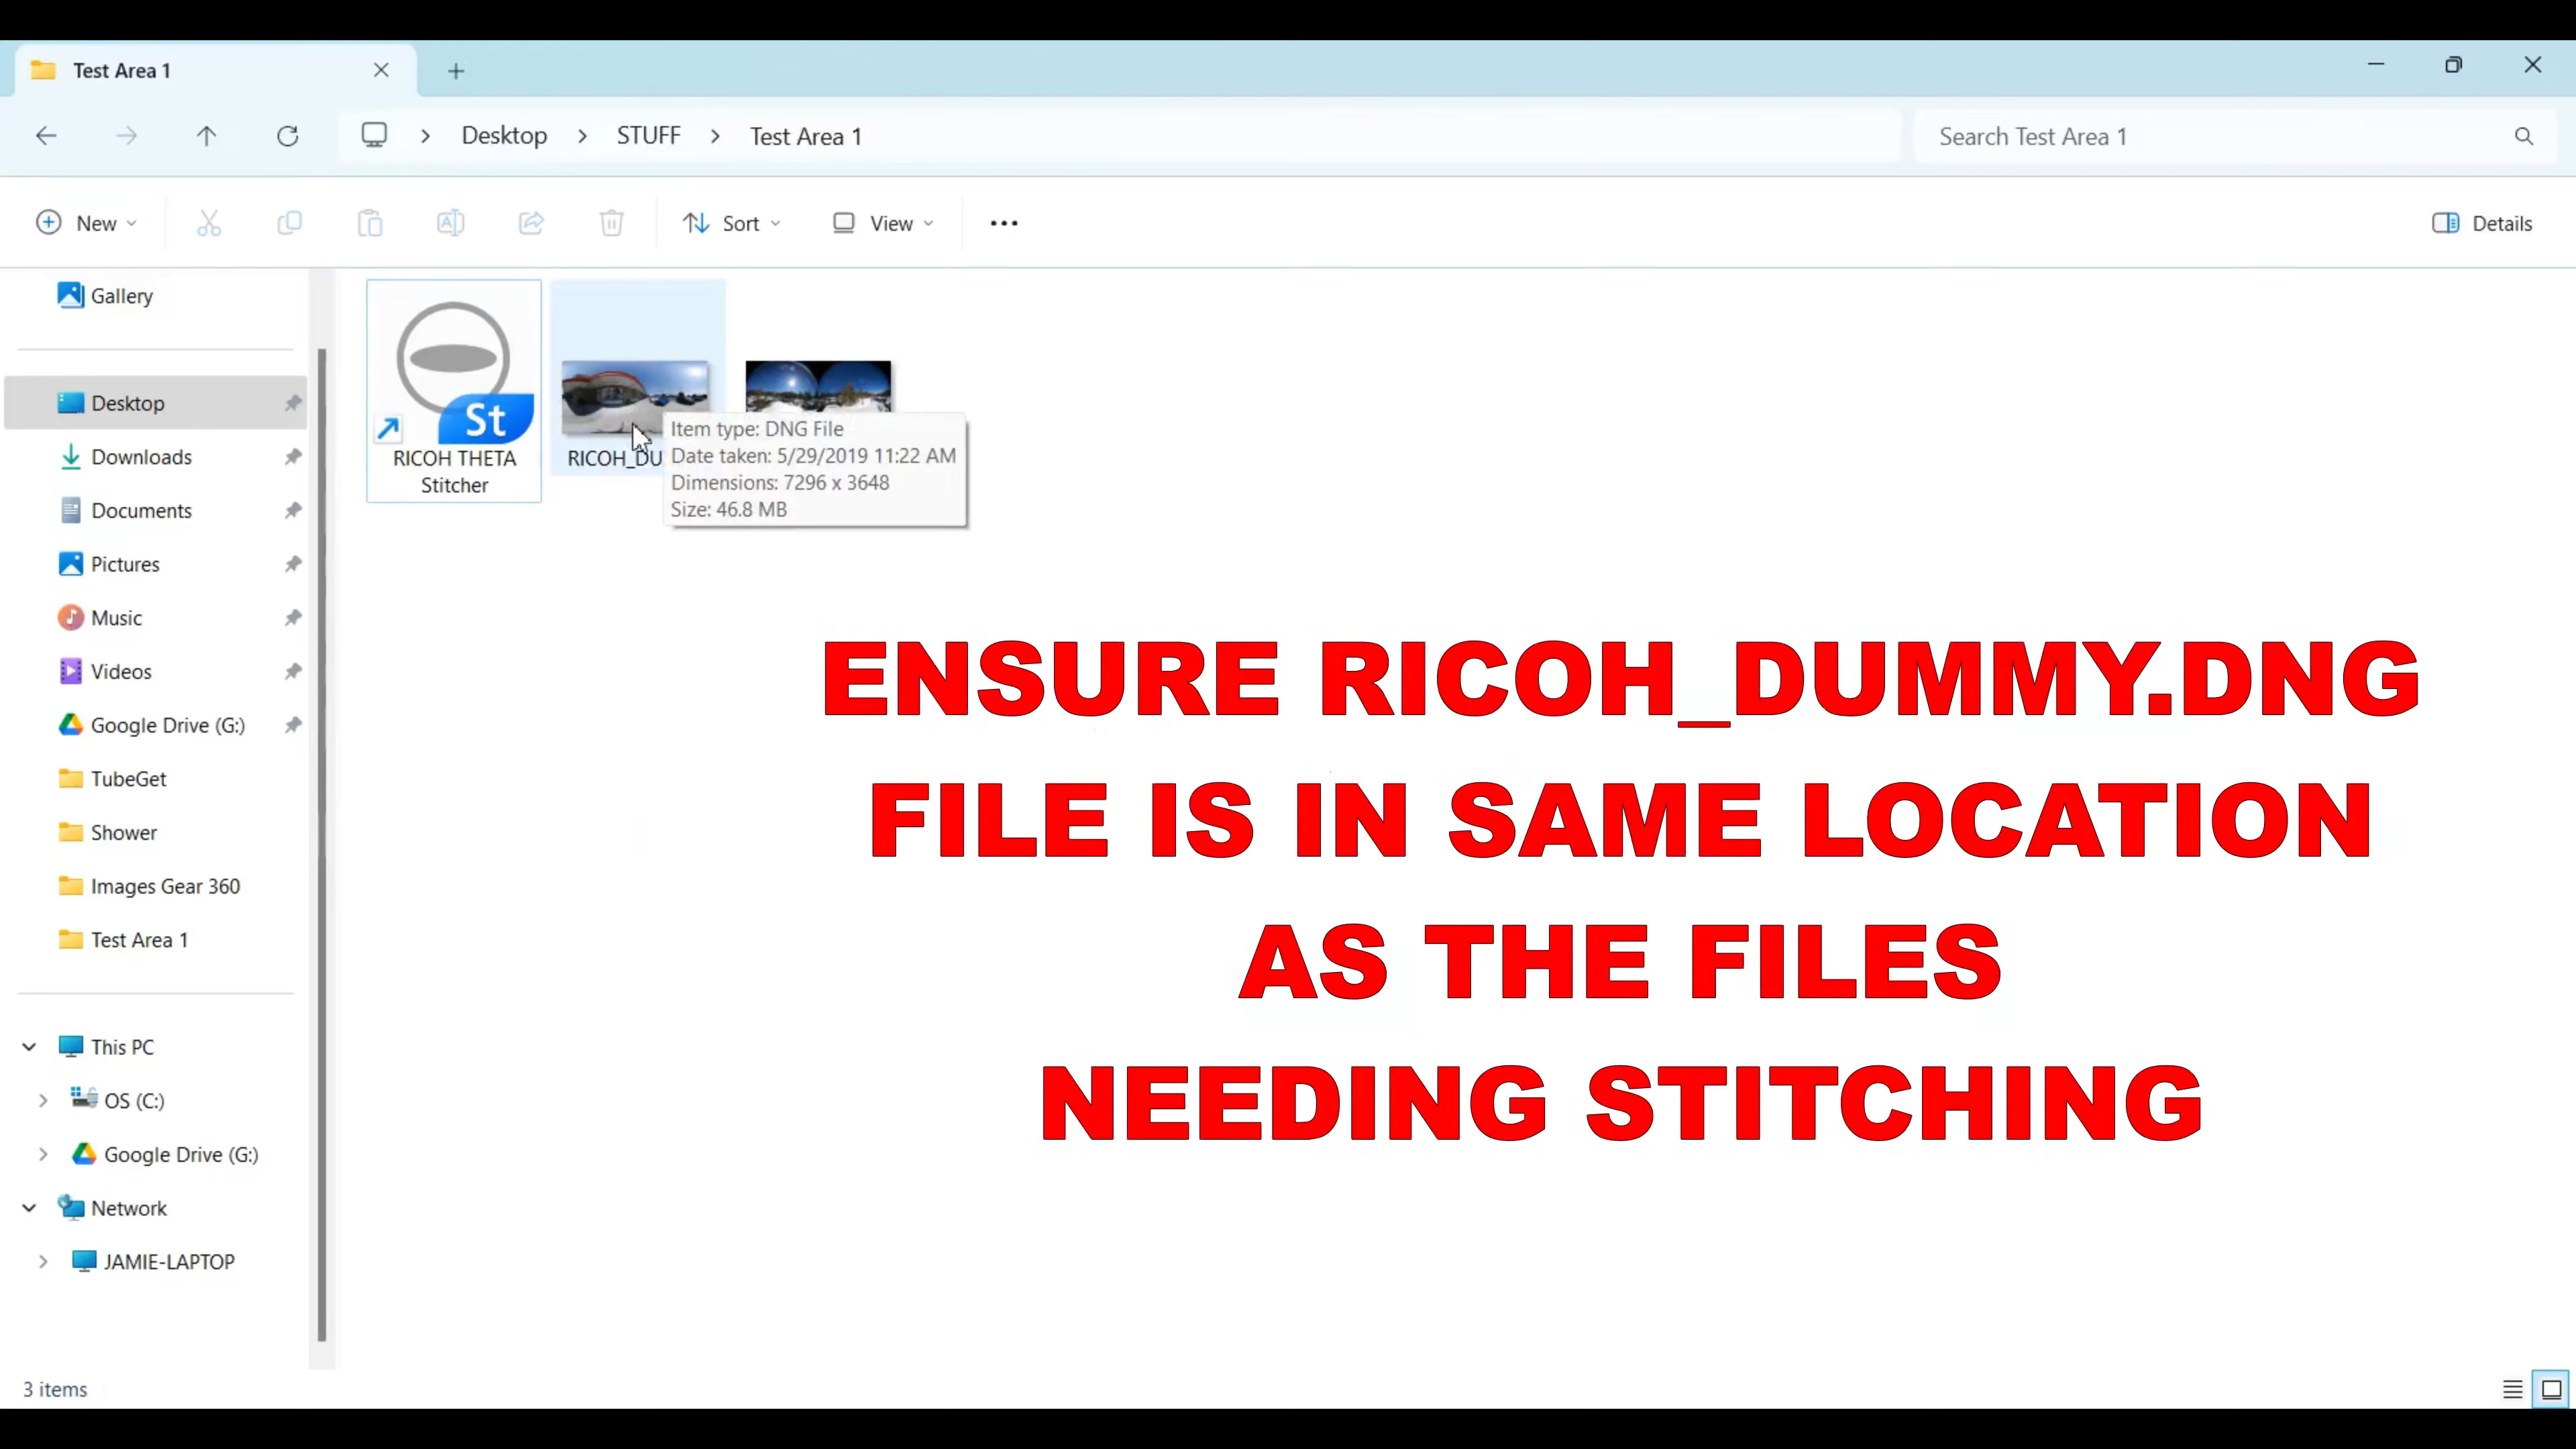 Test Area 1
Desktop > STUFF > Test Area 1
Search Test Area 1
New
Sort
View
Details
Gallery
Desktop
Downloads
Documents
Pictures
Music
Videos
Google Drive (G:)
TubeGet
Shower
Images Gear 360
Test Area 1
This PC
OS (C:)
Google Drive (G:)
Network
JAMIE-LAPTOP
St
RICOH THETA
Stitcher
RICOH_DU
Item type: DNG File
Date taken: 5/29/2019 11:22 AM
Dimensions: 7296 x 3648
Size: 46.8 MB
ENSURE RICOH_DUMMY.DNG
FILE IS IN SAME LOCATION
AS THE FILES
NEEDING STITCHING
3 items